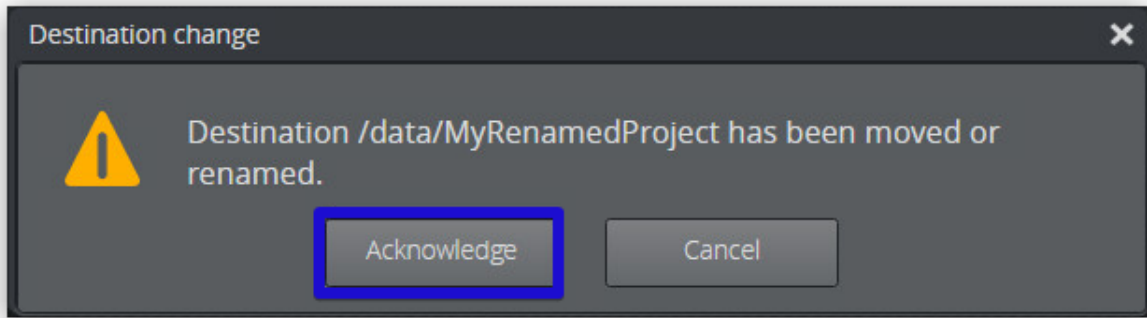 Destination change
Destination /data/MyRenamedProject has been moved or
renamed.
Acknowledge
Cancel